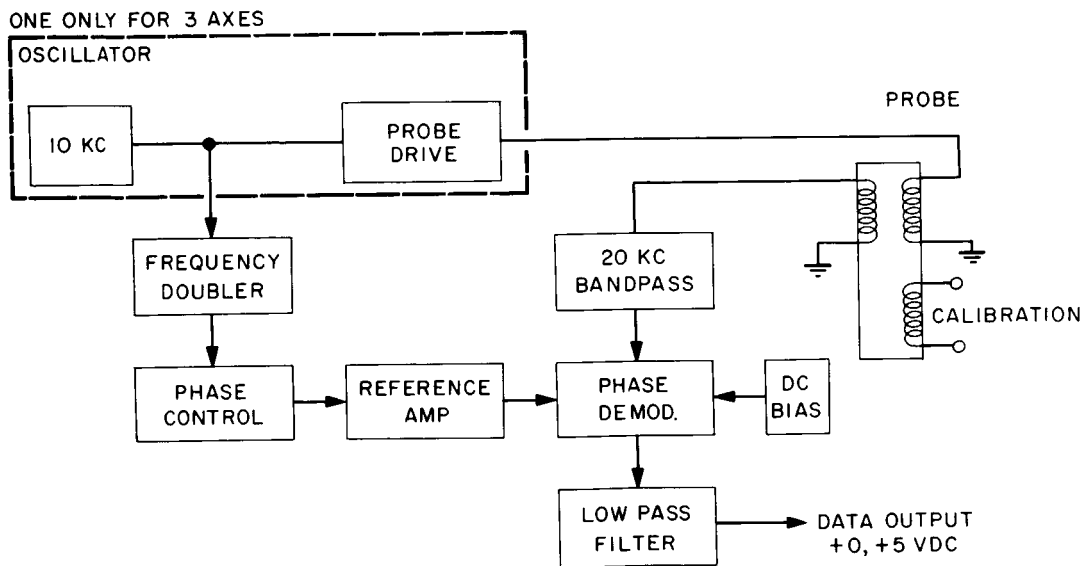 ONE ONLY FOR 3 AXES
OSCILLATOR
PROBE
10 KC
PROBE
DRIVE
FREQUENCY
DOUBLER
20 KC
BANDPASS
CALIBRATION
PHASE
CONTROL
REFERENCE
AMP
PHASE
DEMOD.
DC
BIAS
LOW PASS
FILTER
DATA OUTPUT
+0, +5 VDC